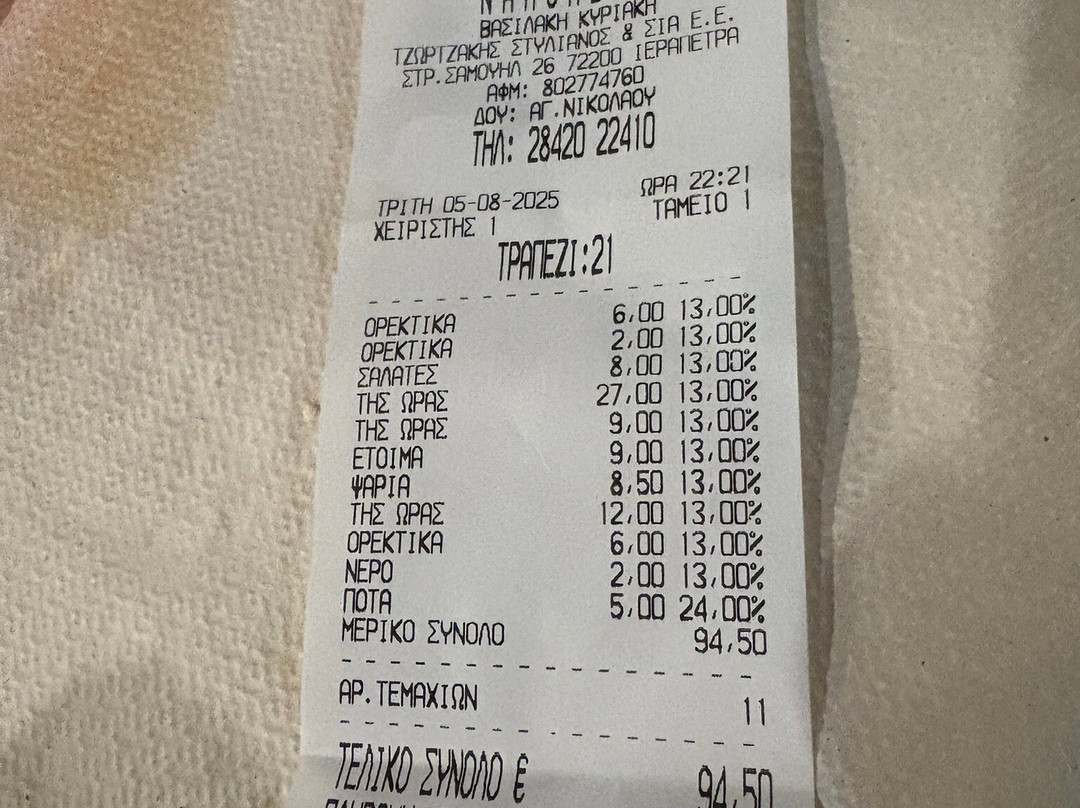 ΒΑΣΙΛΑΚΗ ΚΥΡΙΑΚΗ
ΤΖΩΡΤΖΑΚΗΣ ΣΤΥΛΙΑΝΟΣ & ΣΙΑ Ε.Ε.
ΣΤΡ.ΣΑΜΟΥΗΛ 26 72200 ΙΕΡΑΠΕΤΡΑ
ΑΦΜ: 802774760
ΔΟΥ: ΑΓ.ΝΙΚΟΛΑΟΥ
ΤΗΛ: 28420 22410
ΤΡΙΤΗ 05-08-2025 ΩΡΑ 22:21
ΧΕΙΡΙΣΤΗΣ 1 ΤΑΜΕΙΟ 1
ΤΡΑΠΕΖΙ:21
ΟΡΕΚΤΙΚΑ 6,00 13,00%
ΟΡΕΚΤΙΚΑ 2,00 13,00%
ΣΑΛΑΤΕΣ 8,00 13,00%
ΤΗΣ ΩΡΑΣ 27,00 13,00%
ΤΗΣ ΩΡΑΣ 9,00 13,00%
ΕΤΟΙΜΑ 9,00 13,00%
ΨΑΡΙΑ 8,50 13,00%
ΤΗΣ ΩΡΑΣ 12,00 13,00%
ΟΡΕΚΤΙΚΑ 6,00 13,00%
ΝΕΡΟ 2,00 13,00%
ΠΟΤΑ 5,00 24,00%
ΜΕΡΙΚΟ ΣΥΝΟΛΟ 94,50
ΑΡ.ΤΕΜΑΧΙΩΝ 11
ΤΕΛΙΚΟ ΣΥΝΟΛΟ € 94,50